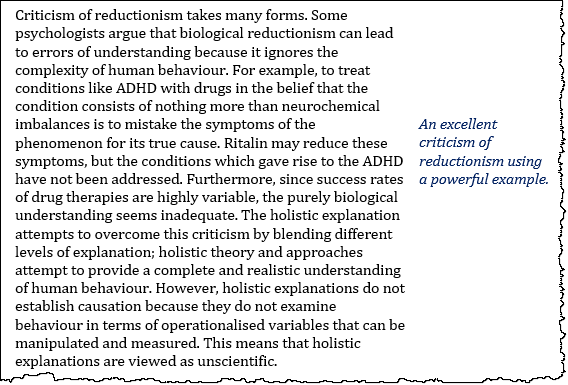 Criticism of reductionism takes many forms. Some
psychologists argue that biological reductionism can lead
to errors of understanding because it ignores the
complexity of human behaviour. For example, to treat
conditions like ADHD with drugs in the belief that the
condition consists of nothing more than neurochemical
imbalances is to mistake the symptoms of the
phenomenon for its true cause. Ritalin may reduce these
symptoms, but the conditions which gave rise to the ADHD
have not been addressed. Furthermore, since success rates
of drug therapies are highly variable, the purely biological
understanding seems inadequate. The holistic explanation
attempts to overcome this criticism by blending different
levels of explanation; holistic theory and approaches
attempt to provide a complete and realistic understanding
of human behaviour. However, holistic explanations do not
establish causation because they do not examine
behaviour in terms of operationalised variables that can be
manipulated and measured. This means that holistic
explanations are viewed as unscientific.
An excellent
criticism of
reductionism using
a powerful example.